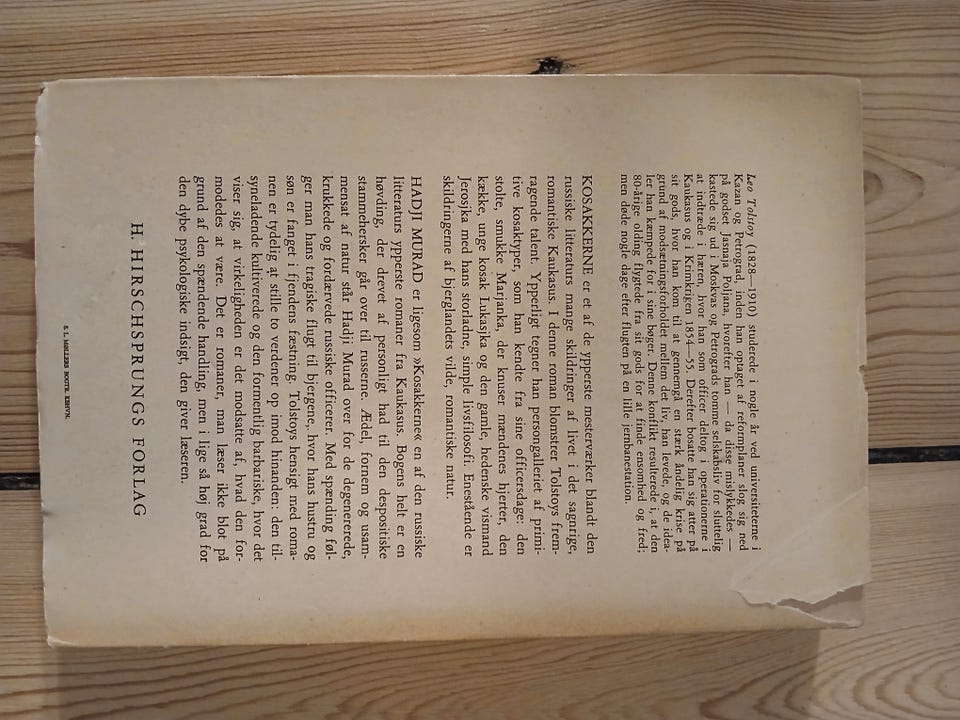 Leo Tolstoy (1828—1910) studerede i nogle år ved universiteterne i
Kazan og Petrograd, inden han optaget af reformplaner slog sig ned
på godset Jasnaja Poljana, hvorefter han — da disse mislykkedes —
kastede sig ud i Moskvas og Petrograds tomme selskabsliv for sluttelig
at indtræde i hæren, hvor han som officer deltog i operationerne i
Kaukasus og i Krimkrigen 1854—55. Derefter bosatte han sig atter på
sit gods, hvor han kom til at gennemgå en stærk åndelig krise på
grund af modsætningsforholdet mellem det liv, han levede, og de idea-
ler han kæmpede for i sine bøger. Denne konflikt resulterede i, at den
80-årige olding flygtede fra sit gods for at finde ensomhed og fred;
men døde nogle dage efter flugten på en lille jernbanestation.
KOSAKKERNE er et af de ypperste mesterværker blandt den
russiske litteraturs mange skildringer af livet i det sagnrige,
romantiske Kaukasus. I denne roman blomstrer Tolstoys frem-
ragende talent. Ypperligt tegner han persongalleriet af primi-
tive kosaktyper, som han kendte fra sine officersdage: den
stolte, smukke Marjanka, der knuser mændenes hjerter, den
kække, unge kosak Lukasjka og den gamle, hedenske vismand
Jerosjka med hans storladne, simple livsfilosofi. Enestående er
skildringerne af bjerglandets vilde, romantiske natur.
HADJI MURAD er ligesom »Kosakkerne« en af den russiske
litteraturs ypperste romaner fra Kaukasus. Bogens helt er en
høvding, der drevet af personligt had til den despositiske
stammehersker går over til russerne. Ædel, fornem og usam-
mensat af natur står Hadji Murad over for de degenererede,
krukkede og fordærvede russiske officerer. Med spænding føl-
ger man hans tragiske flugt til bjergene, hvor hans hustru og
søn er fanget i fjendens fæstning. Tolstoys hensigt med roma-
nen er tydelig at stille to verdener op imod hinanden: den til-
syneladende kultiverede og den formentlig barbariske, hvor det
viser sig, at virkeligheden er det modsatte af, hvad den for-
modedes at være. Det er romaner, man læser ikke blot på
grund af den spændende handling, men i lige så høj grad for
den dybe psykologiske indsigt, den giver læseren.
H. HIRSCHSPRUNGS FORLAG
S. L. MØLLERS BOGTR. KBHVN.